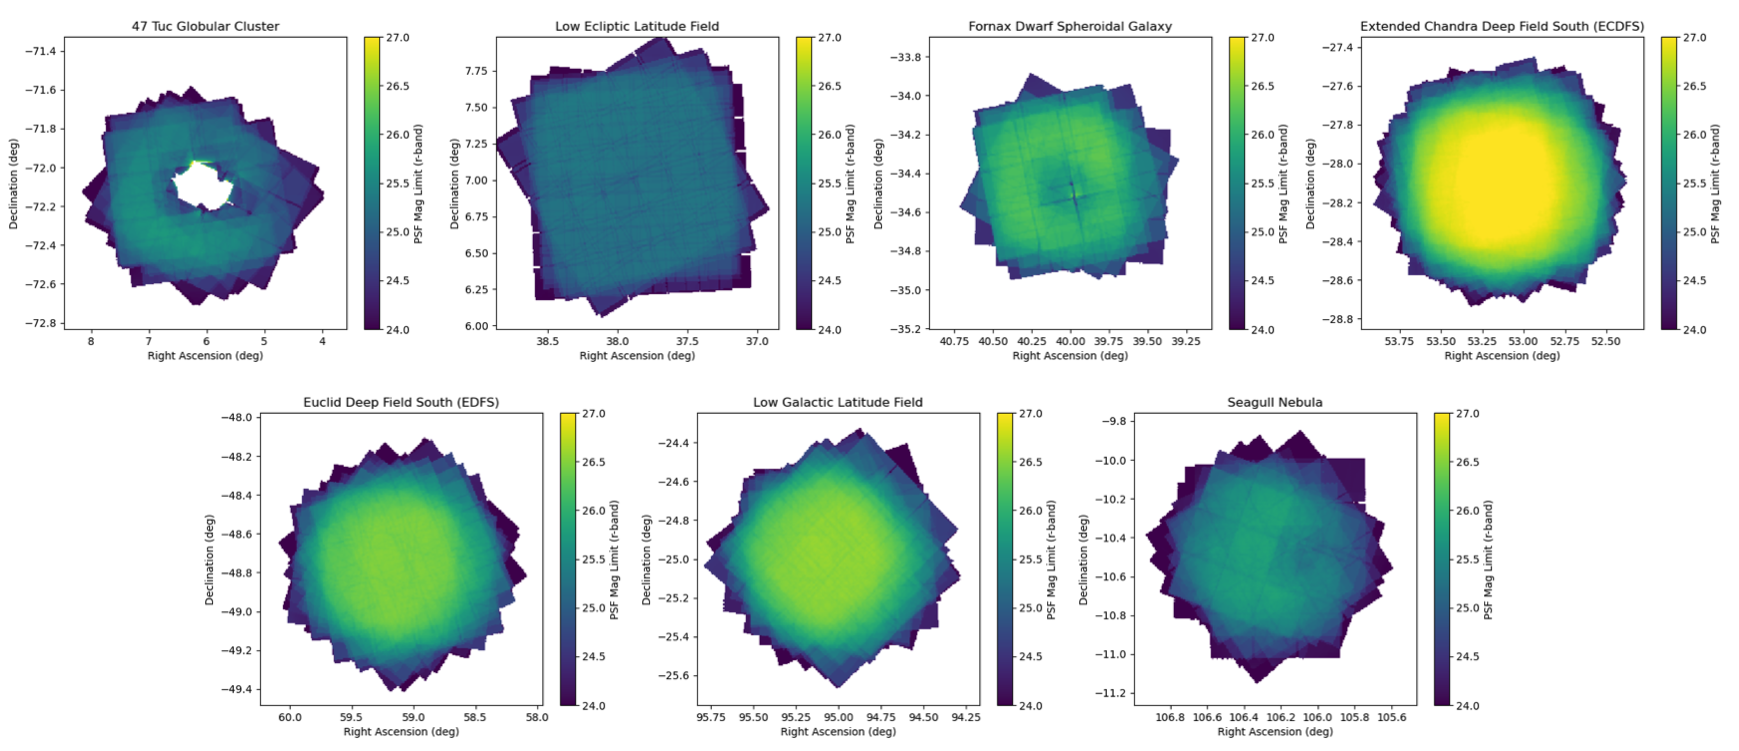 47 Tuc Globular Cluster
−71.4
−71.6
−71.8
−72.0
−72.2
−72.4
−72.6
−72.8
Declination (deg)
8 7 6 5 4
Right Ascension (deg)
27.0
26.5
26.0
25.5
25.0
24.5
24.0
PSF Mag Limit (r-band)
Low Ecliptic Latitude Field
7.75
7.50
7.25
7.00
6.75
6.50
6.25
6.00
Declination (deg)
38.5 38.0 37.5 37.0
Right Ascension (deg)
27.0
26.5
26.0
25.5
25.0
24.5
24.0
PSF Mag Limit (r-band)
Fornax Dwarf Spheroidal Galaxy
−33.8
−34.0
−34.2
−34.4
−34.6
−34.8
−35.0
−35.2
Declination (deg)
40.75 40.50 40.25 40.00 39.75 39.50 39.25
Right Ascension (deg)
27.0
26.5
26.0
25.5
25.0
24.5
24.0
PSF Mag Limit (r-band)
Extended Chandra Deep Field South (ECDFS)
−27.4
−27.6
−27.8
−28.0
−28.2
−28.4
−28.6
−28.8
Declination (deg)
53.75 53.50 53.25 53.00 52.75 52.50
Right Ascension (deg)
27.0
26.5
26.0
25.5
25.0
24.5
24.0
PSF Mag Limit (r-band)
Euclid Deep Field South (EDFS)
−48.0
−48.2
−48.4
−48.6
−48.8
−49.0
−49.2
−49.4
Declination (deg)
60.0 59.5 59.0 58.5 58.0
Right Ascension (deg)
27.0
26.5
26.0
25.5
25.0
24.5
24.0
PSF Mag Limit (r-band)
Low Galactic Latitude Field
−24.4
−24.6
−24.8
−25.0
−25.2
−25.4
−25.6
Declination (deg)
95.75 95.50 95.25 95.00 94.75 94.50 94.25
Right Ascension (deg)
27.0
26.5
26.0
25.5
25.0
24.5
24.0
PSF Mag Limit (r-band)
Seagull Nebula
−9.8
−10.0
−10.2
−10.4
−10.6
−10.8
−11.0
−11.2
Declination (deg)
106.8 106.6 106.4 106.2 106.0 105.8 105.6
Right Ascension (deg)
27.0
26.5
26.0
25.5
25.0
24.5
24.0
PSF Mag Limit (r-band)